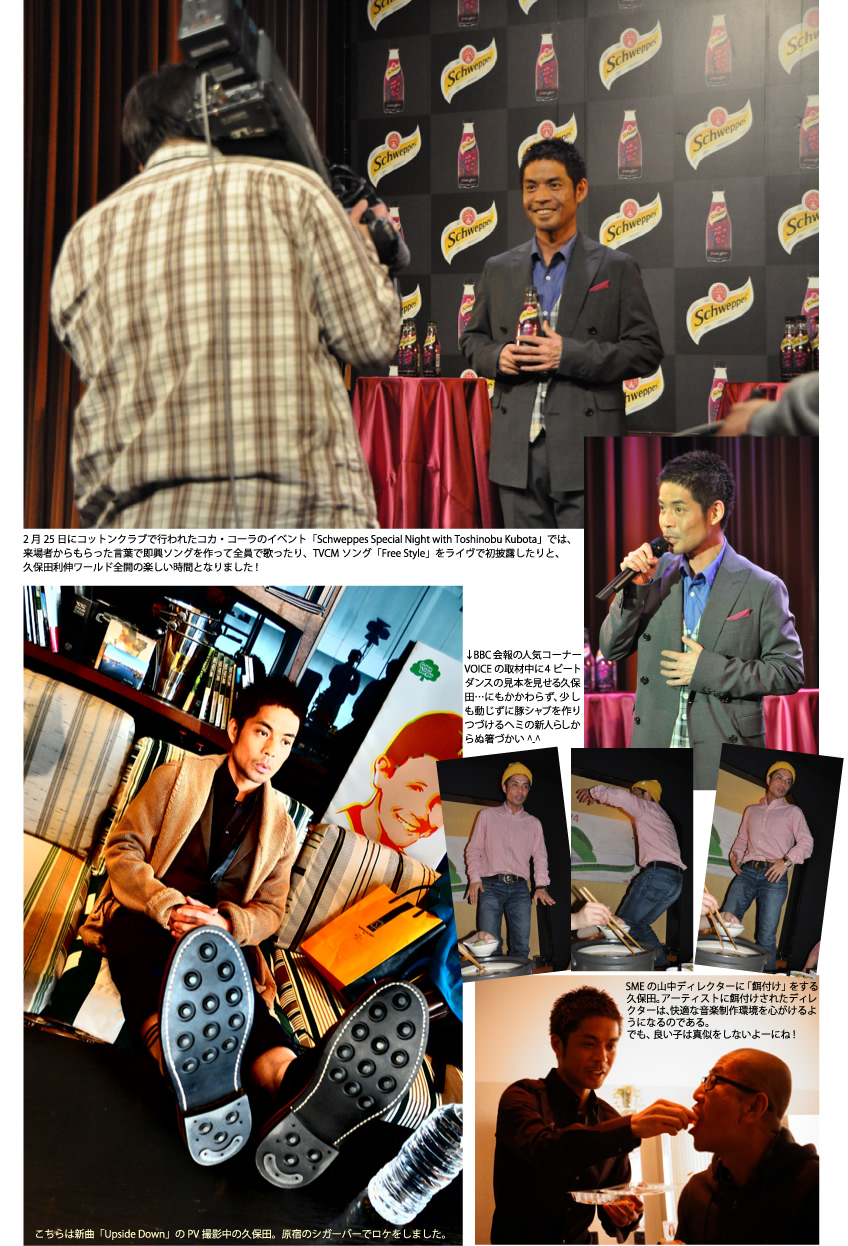 Schweppes
Schweppes
Schweppes
Schweppes
Schweppes
Schweppes
Schweppes
2月25日にコットンクラブで行われたコカ・コーラのイベント「Schweppes Special Night with Toshinobu Kubota」では、
来場者からもらった言葉で即興ソングを作って全員で歌ったり、TVCMソング「Free Style」をライヴで初披露したりと、
久保田利伸ワールド全開の楽しい時間となりました！
↓BBC会報の人気コーナー
VOICEの取材中に4ビート
ダンスの見本を見せる久保
田…にもかかわらず、少し
も動じずに豚シャブを作り
つづけるヘミの新人らしか
らぬ箸づかい ^_^
SMEの山中ディレクターに「餌付け」をする
久保田。アーティストに餌付けされたディレ
クターは、快適な音楽制作環境を心がけるよ
うになるのである。
でも、良い子は真似をしないよーにね！
こちらは新曲「Upside Down」のPV撮影中の久保田。原宿のシガーバーでロケをしました。